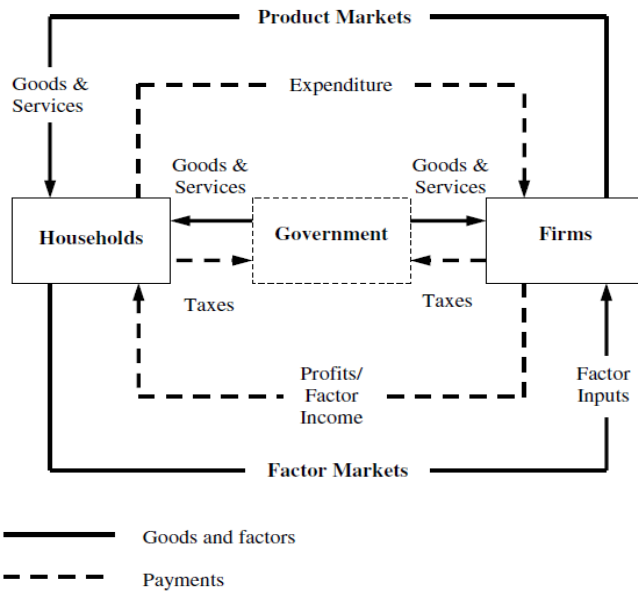 Product Markets
Goods &
Services
Expenditure
Goods &
Services
Goods &
Services
Households
Government
Firms
Taxes
Taxes
Profits/
Factor
Income
Factor
Inputs
Factor Markets
Goods and factors
Payments